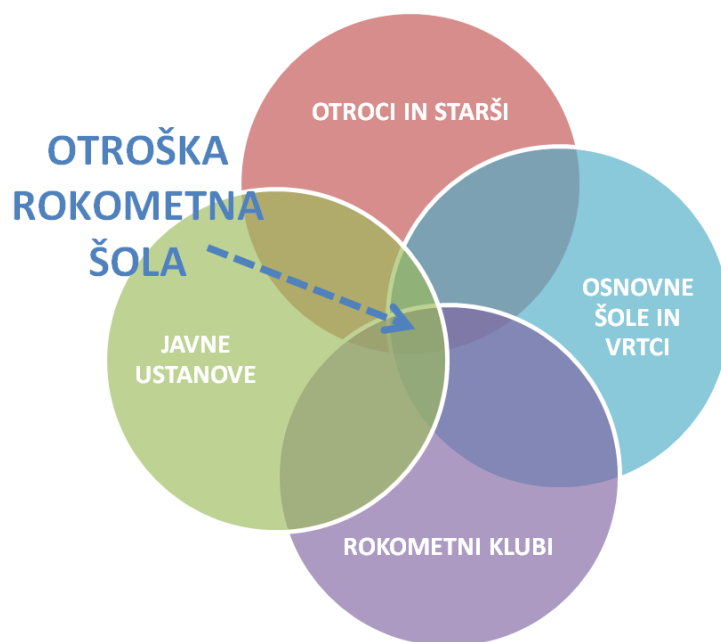 OTROCI IN STARŠI
OTROŠKA
ROKOMETNA
ŠOLA
OSNOVNE
ŠOLE IN
VRTCI
JAVNE
USTANOVE
ROKOMETNI KLUBI